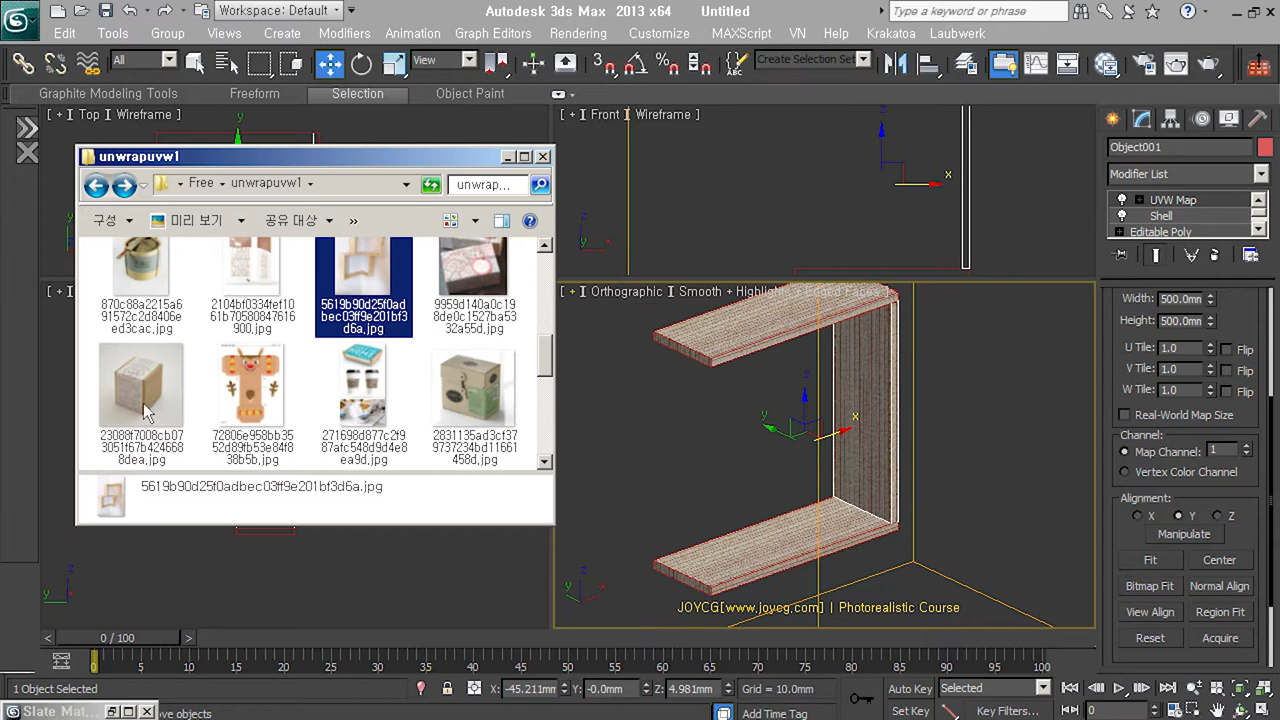 Workspace: Default
Autodesk 3ds Max 2013 x64
Untitled
Type a keyword or phrase
Edit
Tools
Group
Views
Create
Modifiers
Animation
Graph Editors
Rendering
Customize
MAXScript
VN
Help
Krakatoa
Laubwerk
All
View
Create Selection Set
Graphite Modeling Tools
Freeform
Selection
Object Paint
[ + ] Top [ Wireframe ]
[ + ] Front [ Wireframe ]
Object001
Modifier List
UVW Map
Shell
Editable Poly
unwrapuvw1
Free
unwrapuvw1
unwrap...
구성
미리 보기
공유 대상
»
870c88a2215a6
91572c2d8406e
ed3cac.jpg
2104bf0334fef10
61b70580847616
900.jpg
5619b90d25f0ad
bec03ff9e201bf3
d6a.jpg
9959d140a0c19
8de0c1527ba53
32a55d.jpg
23088f7008cb07
3051f67b424668
8dea.jpg
72806e958bb35
52d89fb53e84f8
38b5b.jpg
271698d877c2f9
87afc548d9d4e8
ea9d.jpg
2831135ad3cf37
9737234bd11661
458d.jpg
5619b90d25f0adbec03ff9e201bf3d6a.jpg
[ + ] Orthographic [ Smooth + Highlights
Width: 500.0mm
Height: 500.0mm
U Tile: 1.0 Flip
V Tile: 1.0 Flip
W Tile: 1.0 Flip
Real-World Map Size
Channel:
Map Channel: 1
Vertex Color Channel
Alignment:
X Y Z
Manipulate
Fit Center
Bitmap Fit Normal Align
View Align Region Fit
Reset Acquire
JOYCG[www.joycg.com] | Photorealistic Course
0 / 100
0 5 10 15 20 25 30 35 40 45 50 55 60 65 70 75 80 85 90 95 100
1 Object Selected
X: -45.211mm
Y: -0.0mm
Z: 4.981mm
Grid = 10.0mm
Auto Key
Selected
Slate Mat...
ove objects
Add Time Tag
Set Key
Key Filters...
0